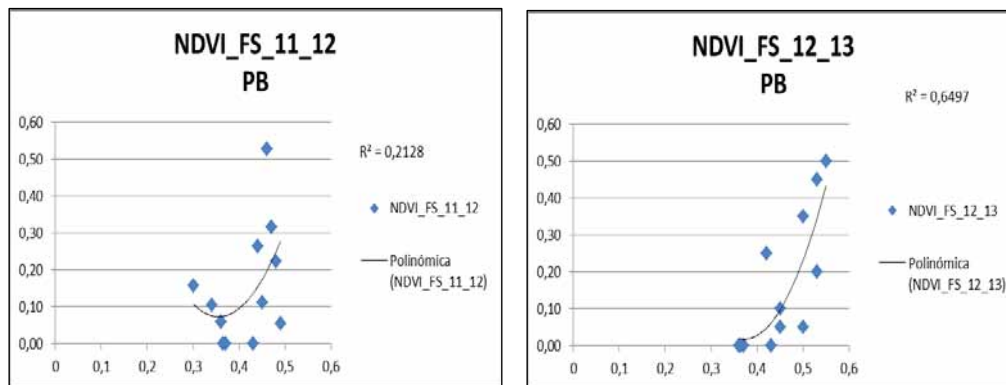 NDVI_FS_11_12
PB
0,60
0,50
0,40
0,30
0,20
0,10
0,00
0 0,1 0,2 0,3 0,4 0,5 0,6
R² = 0,2128
NDVI_FS_11_12
Polinómica
(NDVI_FS_11_12)
NDVI_FS_12_13
PB
R² = 0,6497
0,60
0,50
0,40
0,30
0,20
0,10
0,00
0 0,1 0,2 0,3 0,4 0,5 0,6
NDVI_FS_12_13
Polinómica
(NDVI_FS_12_13)